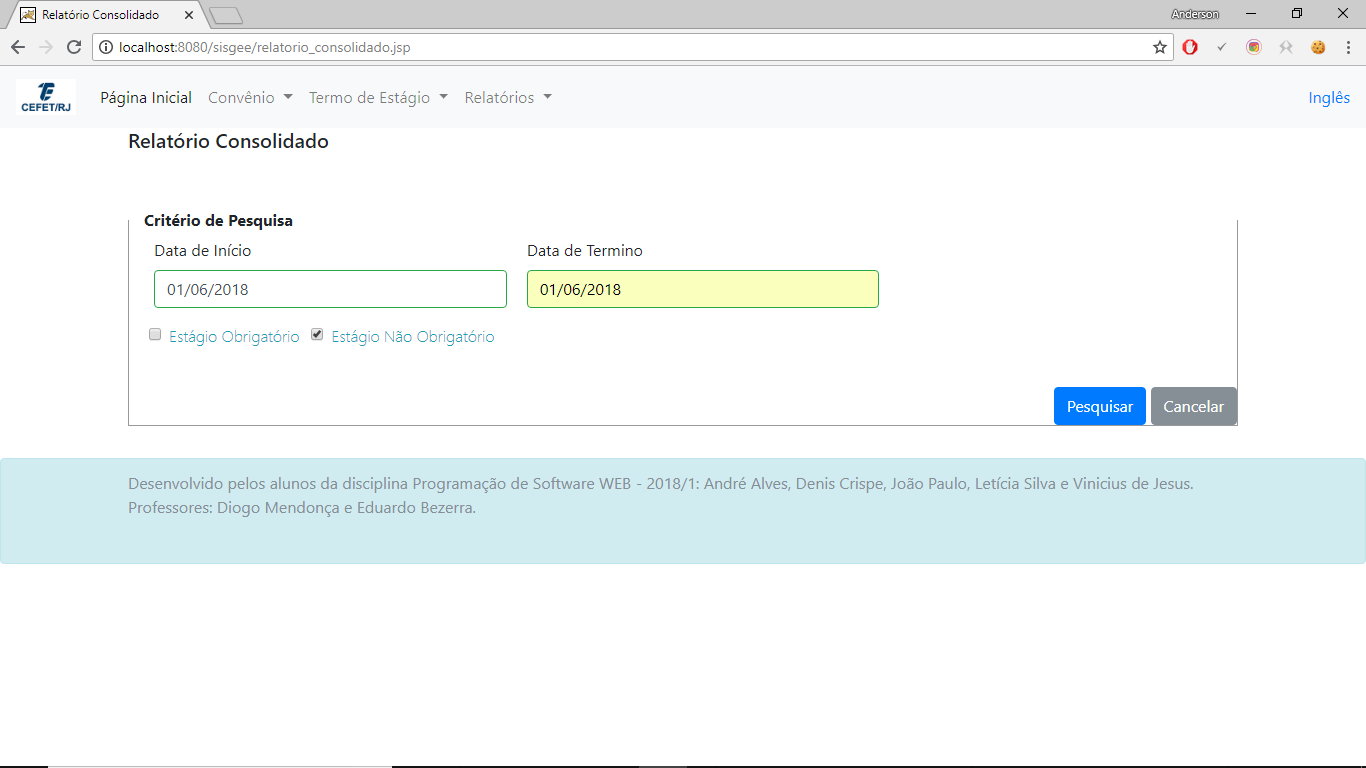 Relatório Consolidado
Anderson
localhost:8080/sisgee/relatorio_consolidado.jsp
CEFET/RJ
Página Inicial Convênio Termo de Estágio Relatórios Inglês
Relatório Consolidado
Critério de Pesquisa
Data de Início Data de Termino
01/06/2018 01/06/2018
Estágio Obrigatório Estágio Não Obrigatório
Pesquisar Cancelar
Desenvolvido pelos alunos da disciplina Programação de Software WEB - 2018/1: André Alves, Denis Crispe, João Paulo, Letícia Silva e Vinicius de Jesus.
Professores: Diogo Mendonça e Eduardo Bezerra.